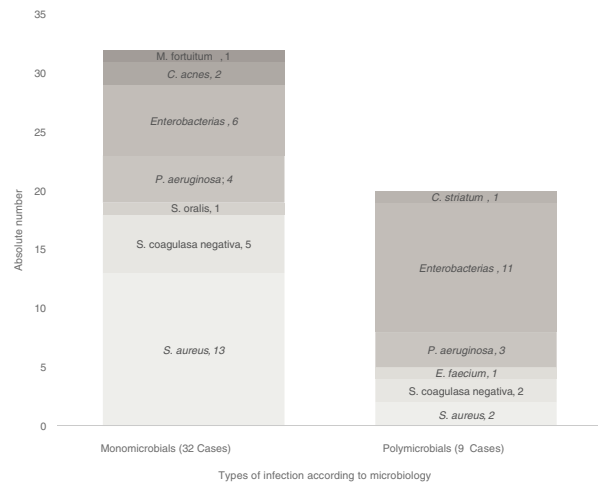 35
30
25
20
15
10
5
0
Absolute number
M. fortuitum , 1
C. acnes, 2
Enterobacterias , 6
P. aeruginosa; 4
S. oralis, 1
S. coagulasa negativa, 5
S. aureus, 13
C. striatum , 1
Enterobacterias , 11
P. aeruginosa, 3
E. faecium, 1
S. coagulasa negativa, 2
S. aureus, 2
Monomicrobials (32 Cases)
Polymicrobials (9 Cases)
Types of infection according to microbiology